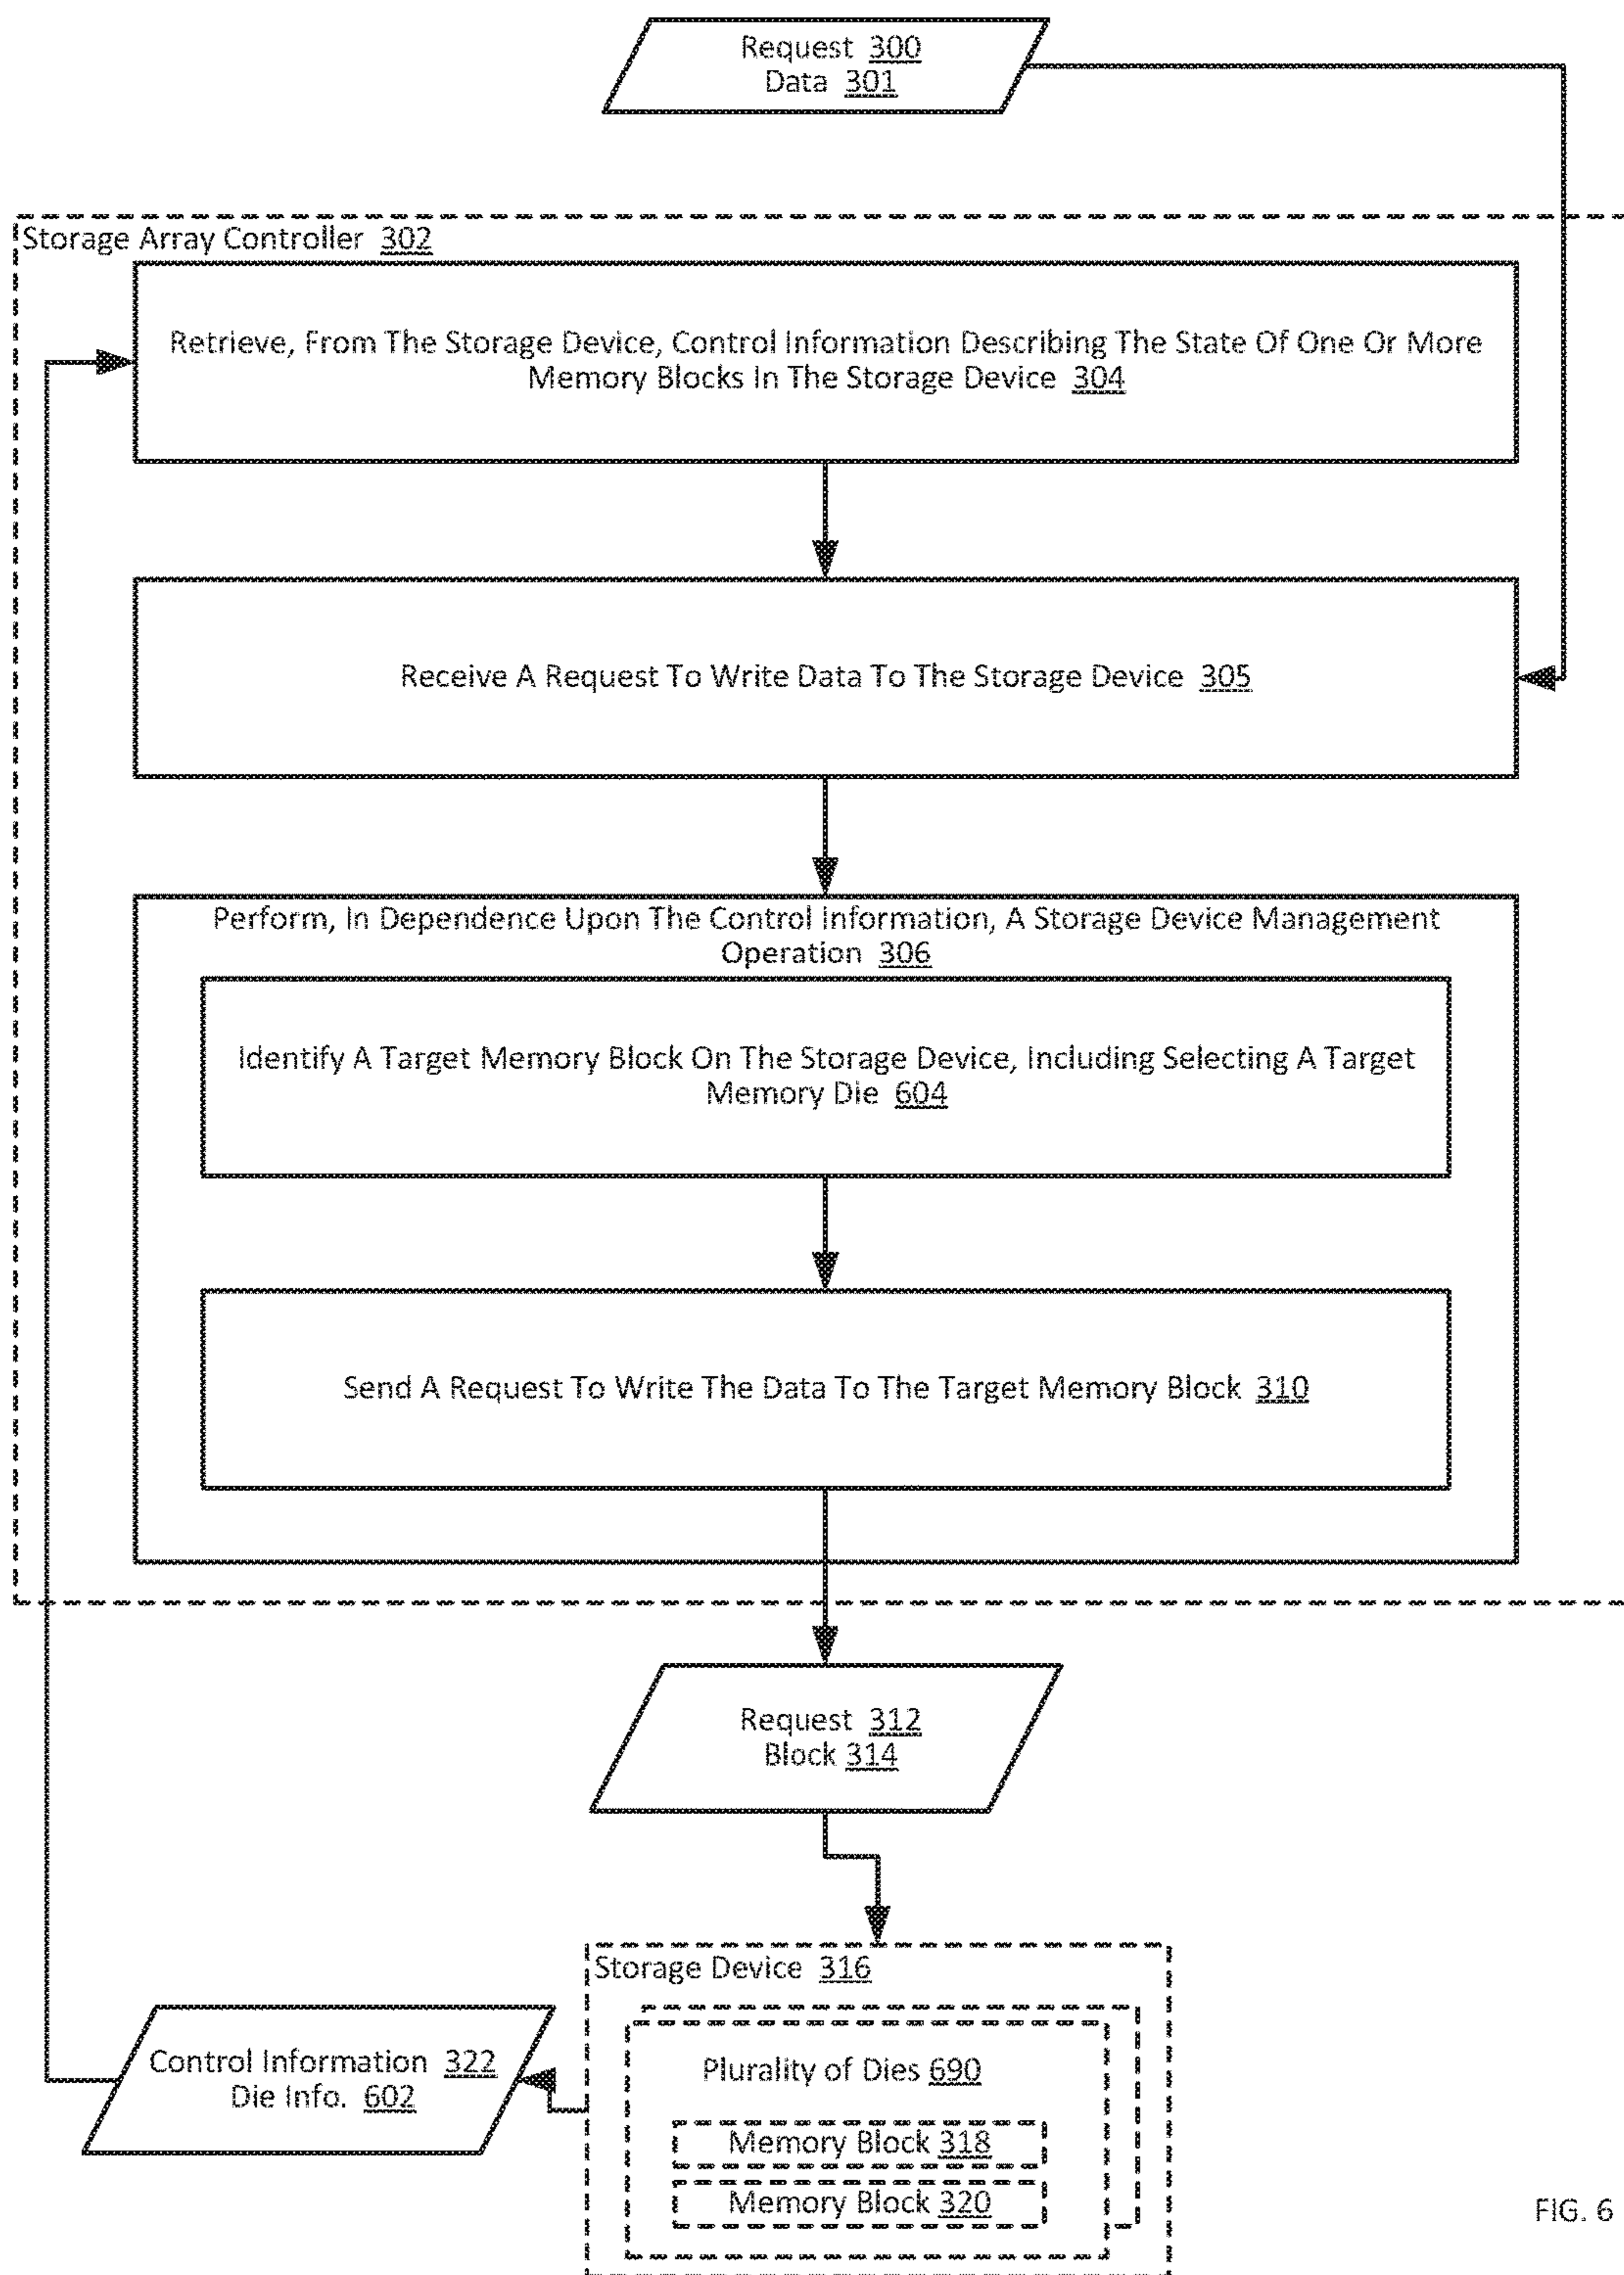 Request 300
Data 301
Storage Array Controller 302
Retrieve, From The Storage Device, Control Information Describing The State Of One Or More
Memory Blocks In The Storage Device 304
Receive A Request To Write Data To The Storage Device 305
Perform, In Dependence Upon The Control Information, A Storage Device Management
Operation 306
Identify A Target Memory Block On The Storage Device, Including Selecting A Target
Memory Die 604
Send A Request To Write The Data To The Target Memory Block 310
Request 312
Block 314
Storage Device 316
Control Information 322
Die Info. 602
Plurality of Dies 690
Memory Block 318
Memory Block 320
FIG. 6